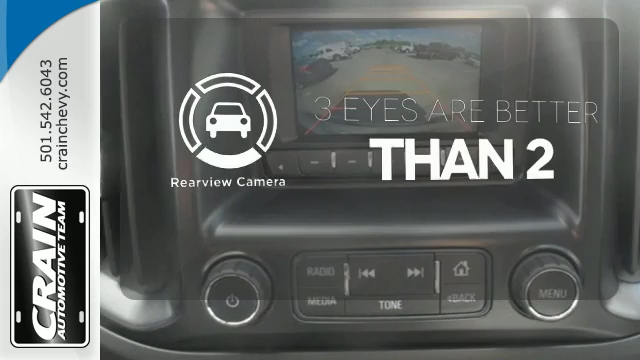 501.542.6043
crainchevy.com
CRAIN
AUTOMOTIVE TEAM
3 EYES ARE BETTER
THAN 2
Rearview Camera
RADIO
MEDIA
TONE
BACK
MENU